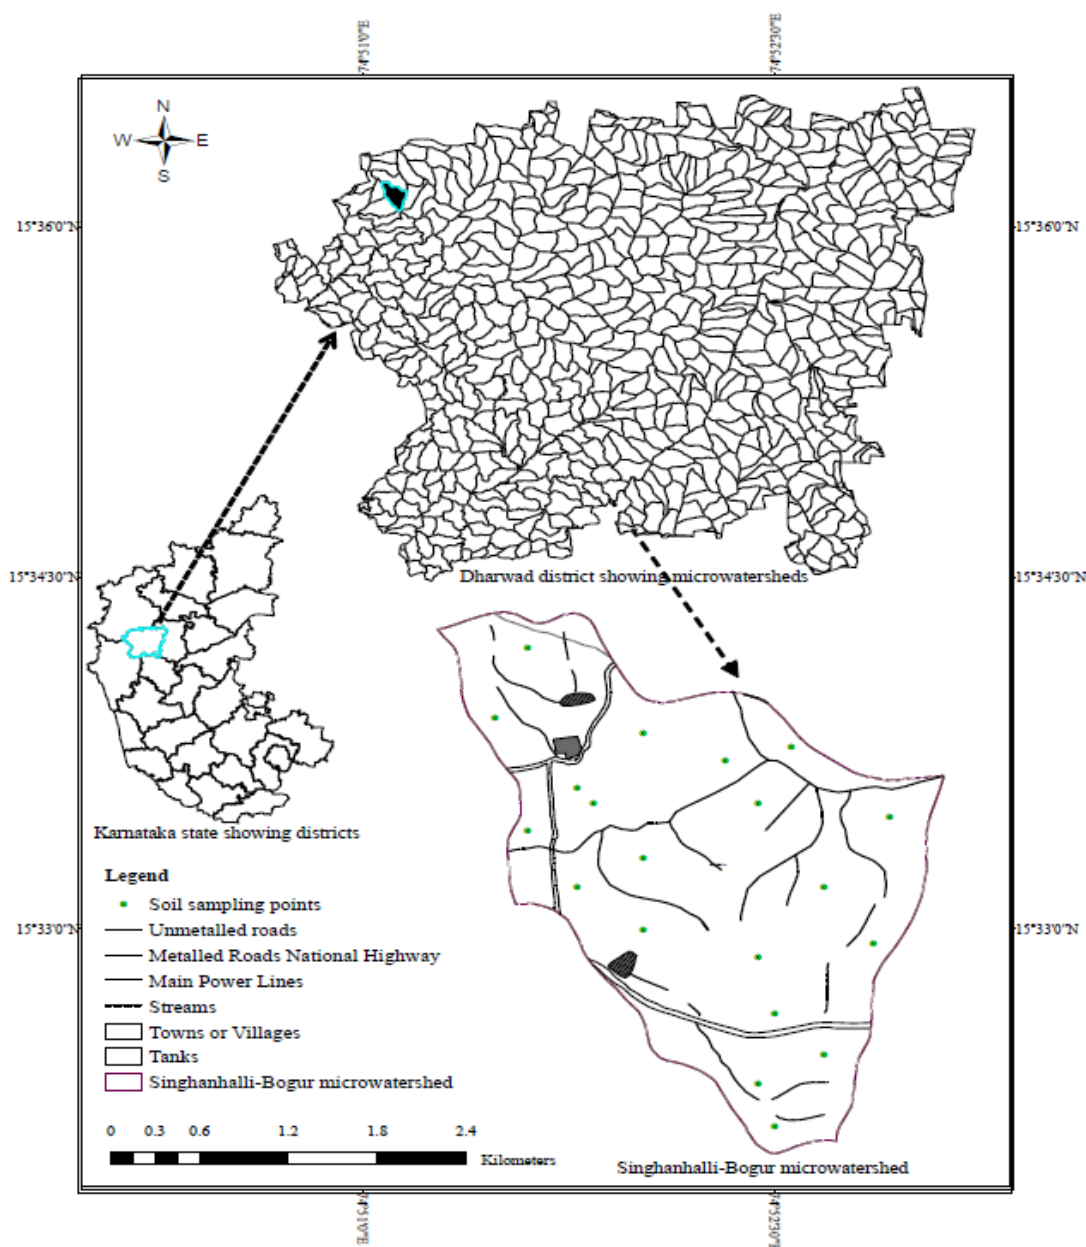 74°51'0"E
74°52'30"E
N
W
E
S
15°36'0"N
15°36'0"N
15°34'30"N
15°34'30"N
Dharwad district showing microwatersheds
Karnataka state showing districts
Legend
Soil sampling points
Unmetalled roads
Metalled Roads National Highway
Main Power Lines
Streams
Towns or Villages
Tanks
Singhanhalli-Bogur microwatershed
15°33'0"N
15°33'0"N
0 0.3 0.6 1.2 1.8 2.4
Kilometers
Singhanhalli-Bogur microwatershed
74°51'0"E
74°52'30"E